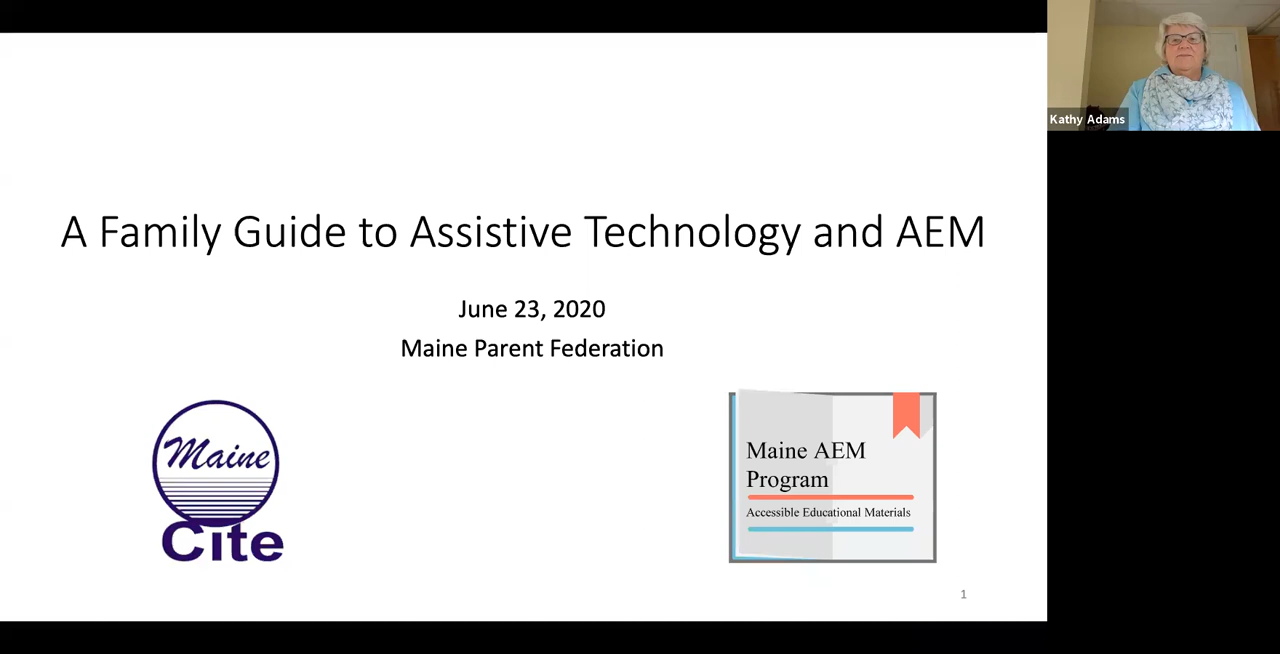 A Family Guide to Assistive Technology and AEM
June 23, 2020
Maine Parent Federation
Maine
Cite
Maine AEM
Program
Accessible Educational Materials
1
Kathy Adams